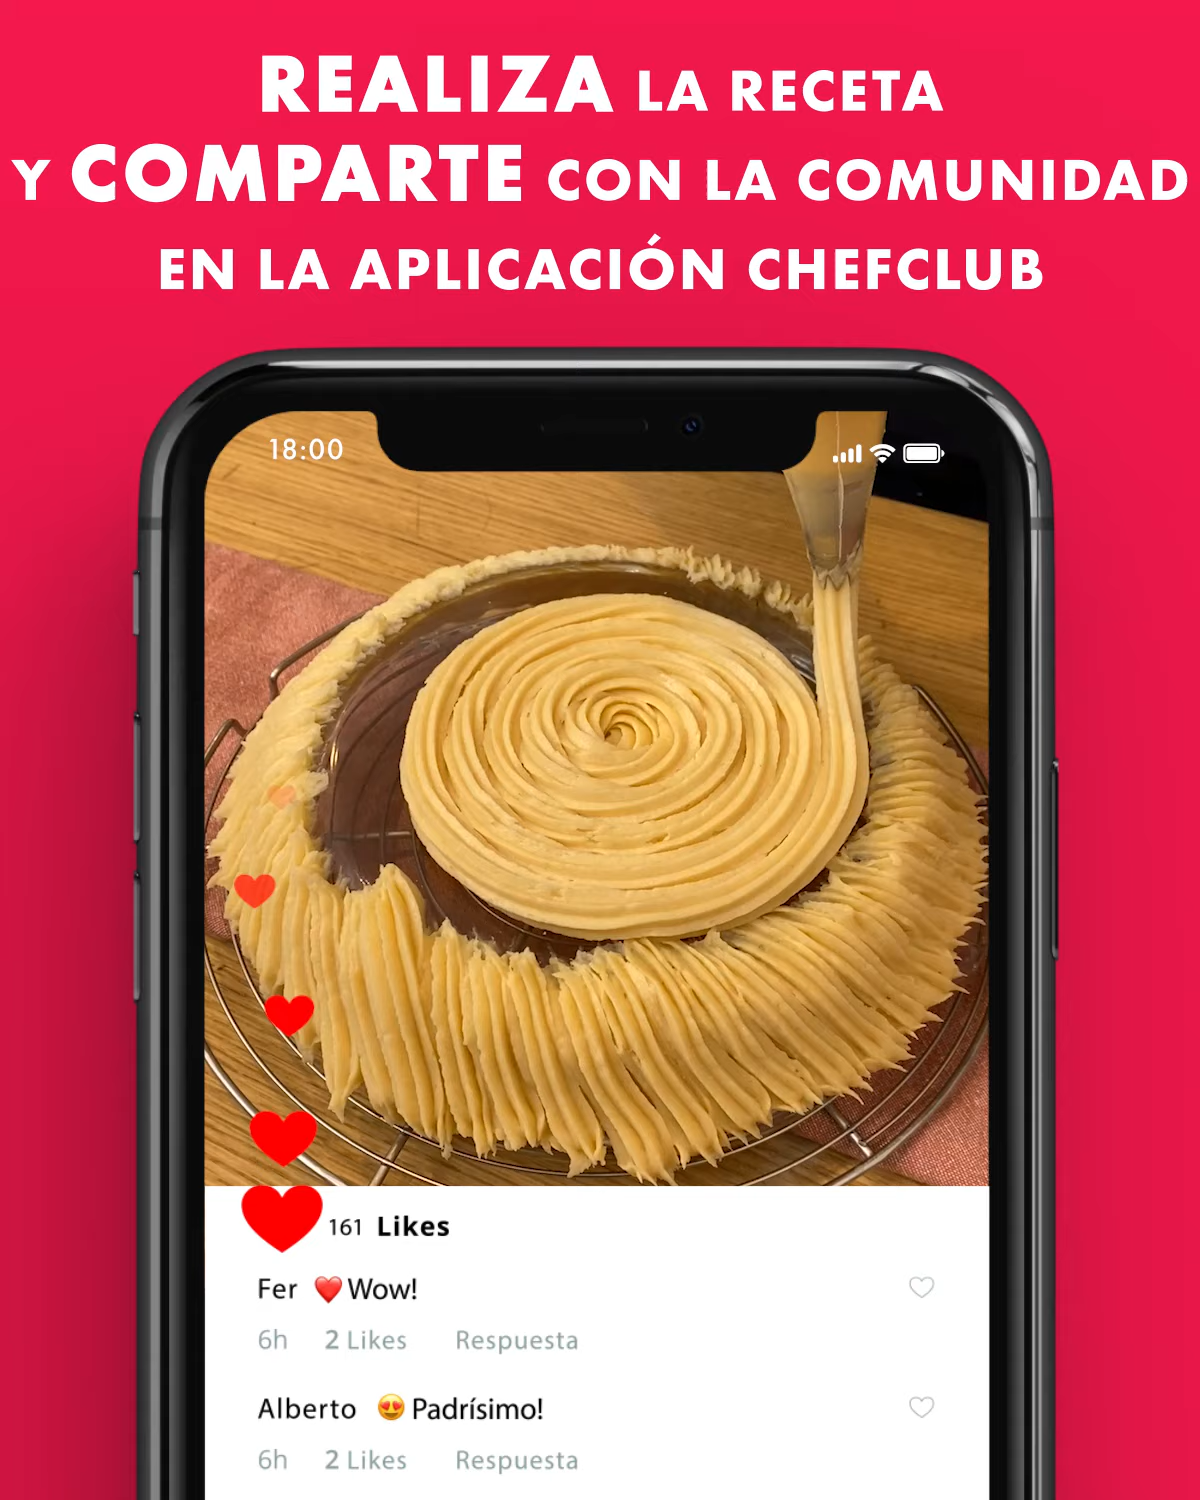 REALIZA LA RECETA
Y COMPARTE CON LA COMUNIDAD
EN LA APLICACIÓN CHEFCLUB
18:00
161 Likes
Fer ❤️ Wow!
6h 2 Likes Respuesta
Alberto 😍 Padrísimo!
6h 2 Likes Respuesta